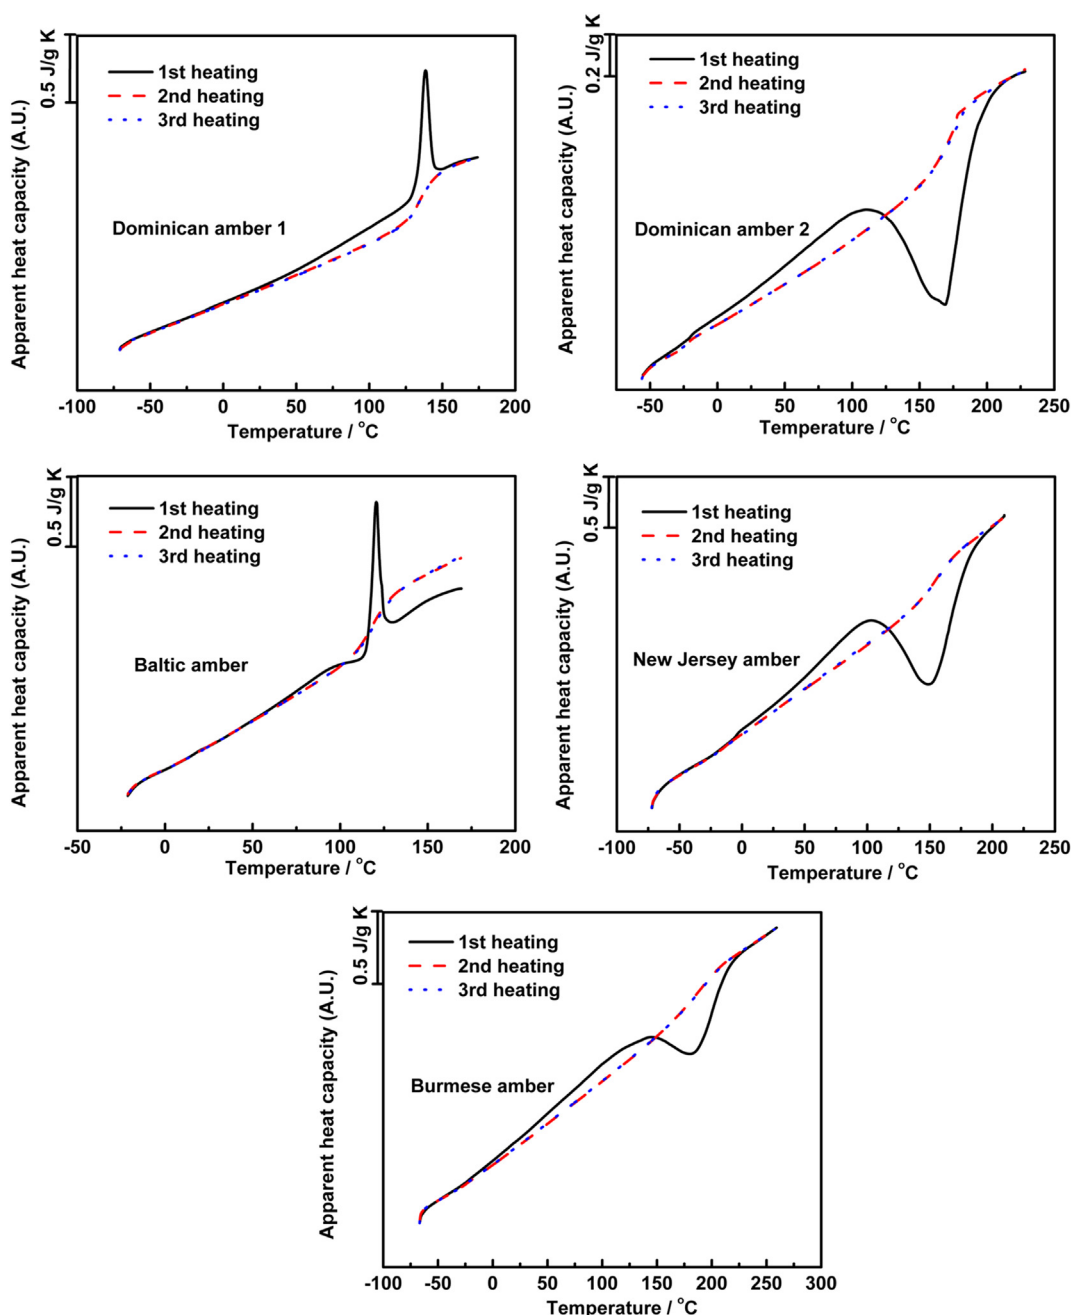 0.5 J/g K
Apparent heat capacity (A.U.)
1st heating
2nd heating
3rd heating
Dominican amber 1
-100 -50 0 50 100 150 200
Temperature / °C
0.2 J/g K
Apparent heat capacity (A.U.)
1st heating
2nd heating
3rd heating
Dominican amber 2
-50 0 50 100 150 200 250
Temperature / °C
0.5 J/g K
Apparent heat capacity (A.U.)
1st heating
2nd heating
3rd heating
Baltic amber
-50 0 50 100 150 200
Temperature / °C
0.5 J/g K
Apparent heat capacity (A.U.)
1st heating
2nd heating
3rd heating
New Jersey amber
-100 -50 0 50 100 150 200 250
Temperature / °C
0.5 J/g K
Apparent heat capacity (A.U.)
1st heating
2nd heating
3rd heating
Burmese amber
-100 -50 0 50 100 150 200 250 300
Temperature / °C